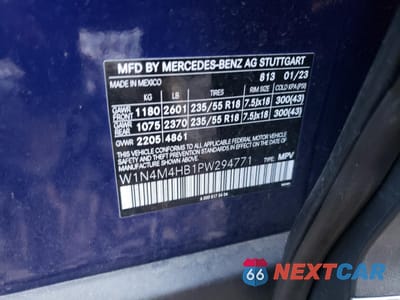 MFD BY MERCEDES-BENZ AG STUTTGART
MADE IN MEXICO 813 01/23
KG LB TIRES RIM SIZE COLD KPA (PSI)
GAWR FRONT 1180 2601 235/55 R18 7.5Jx18 300(43)
GAWR REAR 1075 2370 235/55 R18 7.5Jx18 300(43)
GVWR 2205 4861
THIS VEHICLE CONFORMS TO ALL APPLICABLE FEDERAL MOTOR VEHICLE
SAFETY, BUMPER, AND THEFT PREVENTION STANDARDS IN
EFFECT ON THE DATE OF MANUFACTURE SHOWN ABOVE.
W1N4M4HB1PW294771 TYPE: MPV
66 NEXTCAR